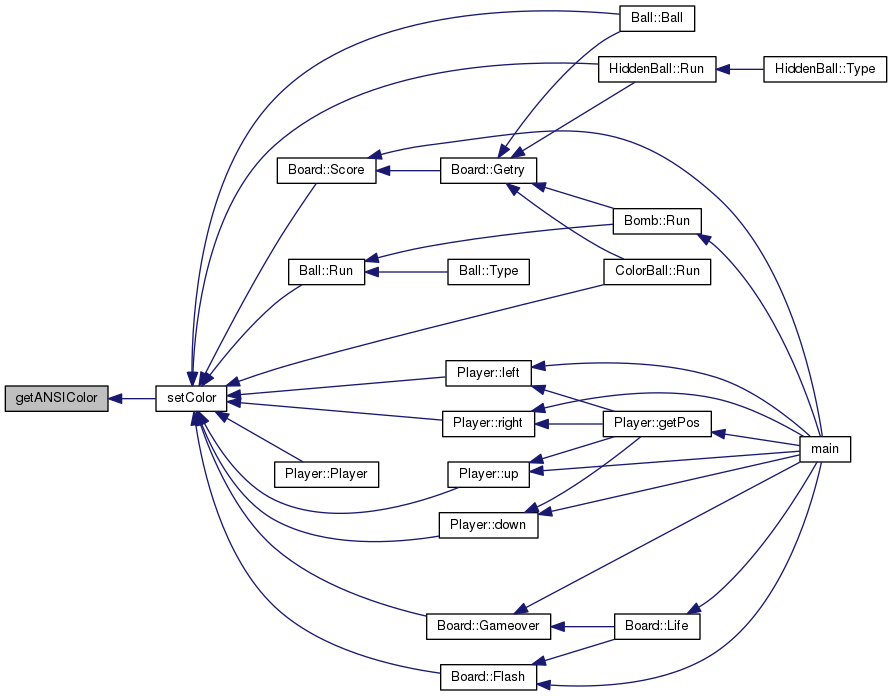 Ball::Ball
HiddenBall::Run
HiddenBall::Type
Board::Score
Board::Getry
Bomb::Run
Ball::Run
Ball::Type
ColorBall::Run
Player::left
getANSIColor
setColor
Player::right
Player::getPos
main
Player::Player
Player::up
Player::down
Board::Gameover
Board::Life
Board::Flash